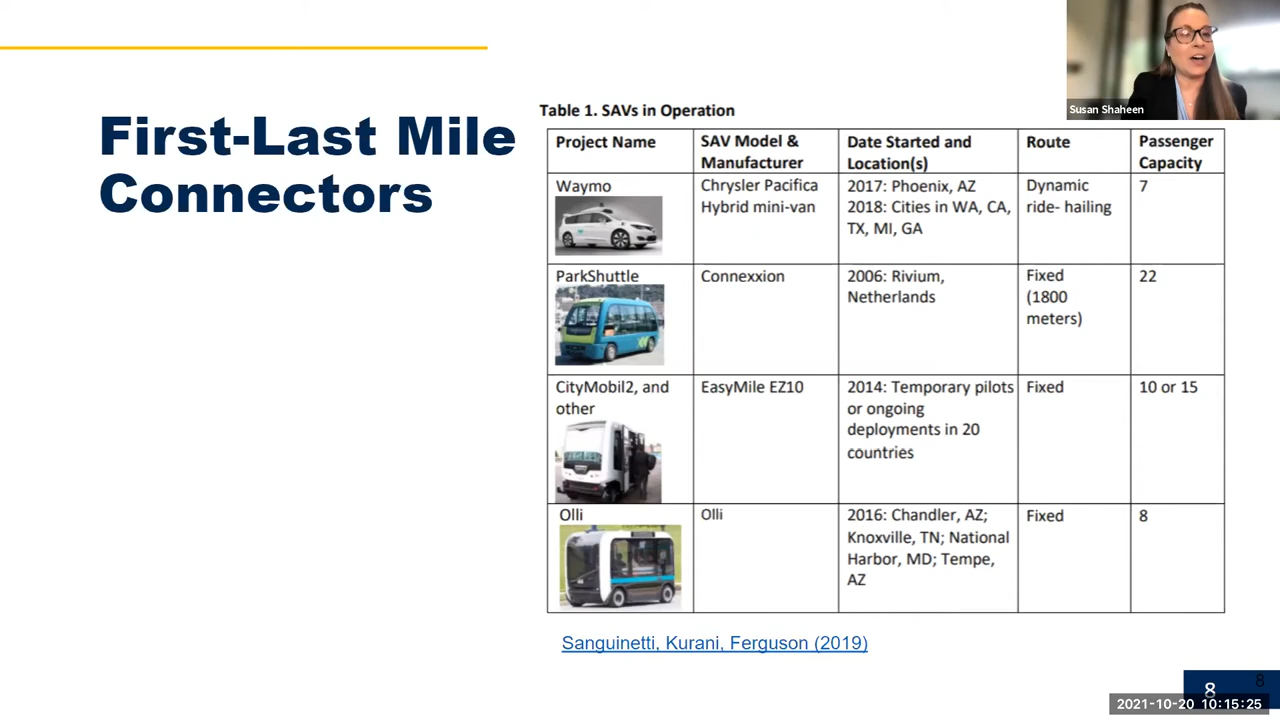 First-Last Mile
Connectors
Susan Shaheen
Table 1. SAVs in Operation
Project Name
SAV Model &
Manufacturer
Date Started and
Location(s)
Route
Passenger
Capacity
Waymo
Chrysler Pacifica
Hybrid mini-van
2017: Phoenix, AZ
2018: Cities in WA, CA,
TX, MI, GA
Dynamic
ride- hailing
7
ParkShuttle
Connexxion
2006: Rivium,
Netherlands
Fixed
(1800
meters)
22
CityMobil2, and
other
EasyMile EZ10
2014: Temporary pilots
or ongoing
deployments in 20
countries
Fixed
10 or 15
Olli
Olli
2016: Chandler, AZ;
Knoxville, TN; National
Harbor, MD; Tempe,
AZ
Fixed
8
Sanguinetti, Kurani, Ferguson (2019)
8
8
2021-10-20 10:15:25